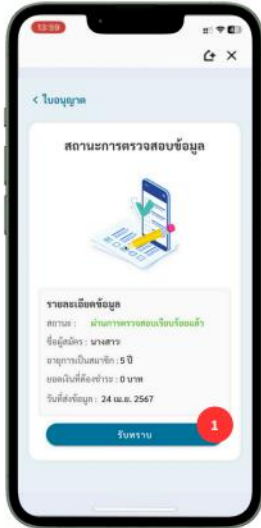 13:59
< ใบอนุญาต
สถานะการตรวจสอบข้อมูล
รายละเอียดข้อมูล
สถานะ : ผ่านการตรวจสอบเรียบร้อยแล้ว
ชื่อผู้สมัคร : นางสาว
อายุการเป็นสมาชิก : 5 ปี
ยอดเงินที่ต้องชำระ : 0 บาท
วันที่ส่งข้อมูล : 24 เม.ย. 2567
รับทราบ
1